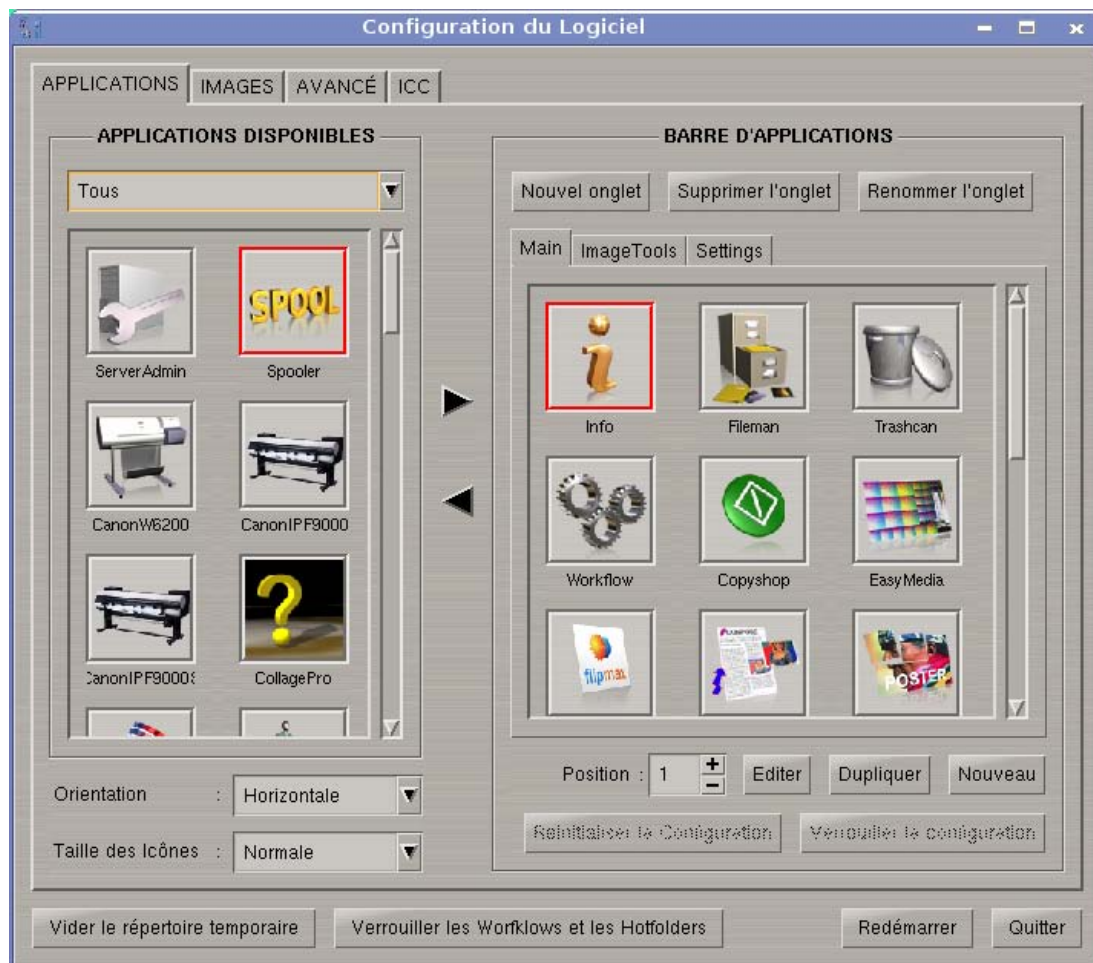 Configuration du Logiciel
APPLICATIONS IMAGES AVANCÉ ICC
APPLICATIONS DISPONIBLES
Tous
SPOOL
ServerAdmin Spooler
CanonW6200 CanonIPF9000
CanonIPF9000S CollagePro
Orientation : Horizontale
Taille des Icônes : Normale
BARRE D'APPLICATIONS
Nouvel onglet Supprimer l'onglet Renommer l'onglet
Main ImageTools Settings
Info Fileman Trashcan
Workflow Copyshop EasyMedia
flipmax POSTER
Position : 1 + − Editer Dupliquer Nouveau
Réinitialiser la Configuration Verrouiller la configuration
Vider le répertoire temporaire Verrouiller les Worfklows et les Hotfolders Redémarrer Quitter